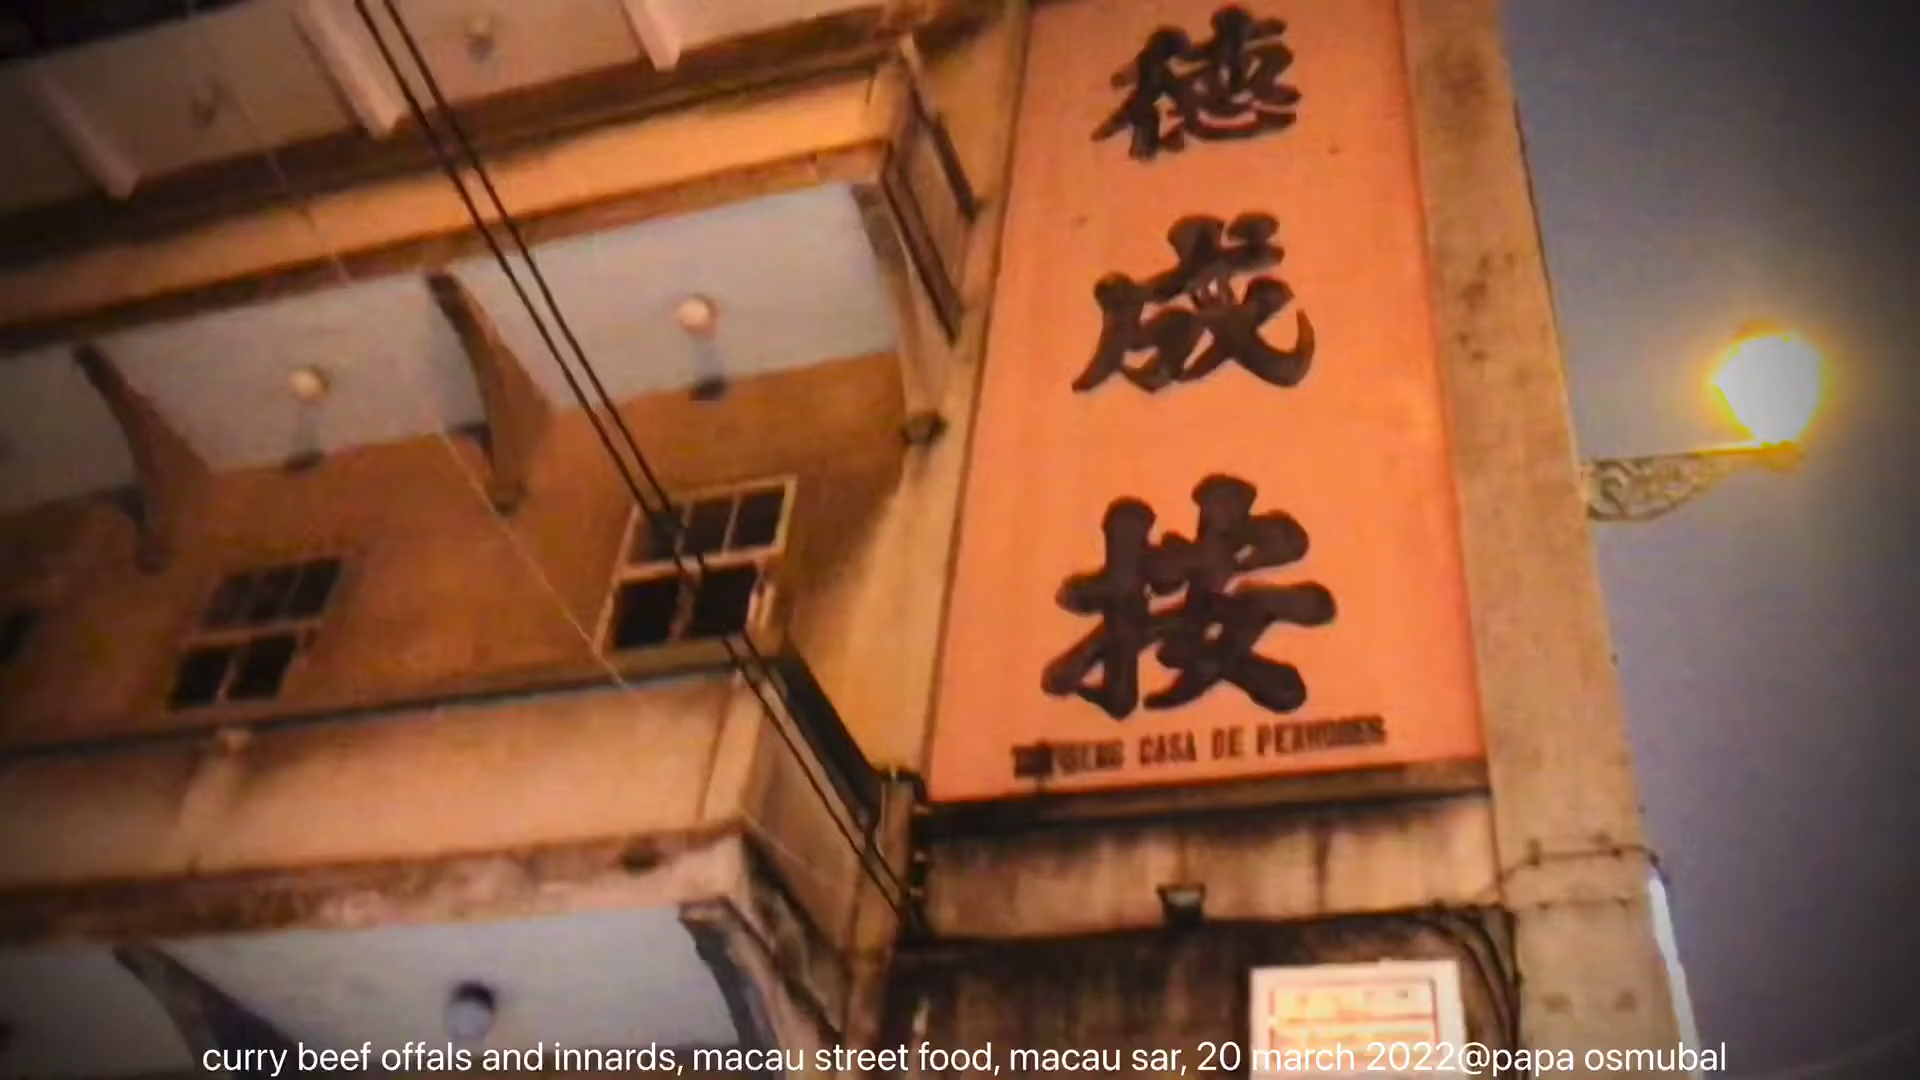 德
成
按
CASA DE PENHORES
curry beef offals and innards, macau street food, macau sar, 20 march 2022@papa osmubal